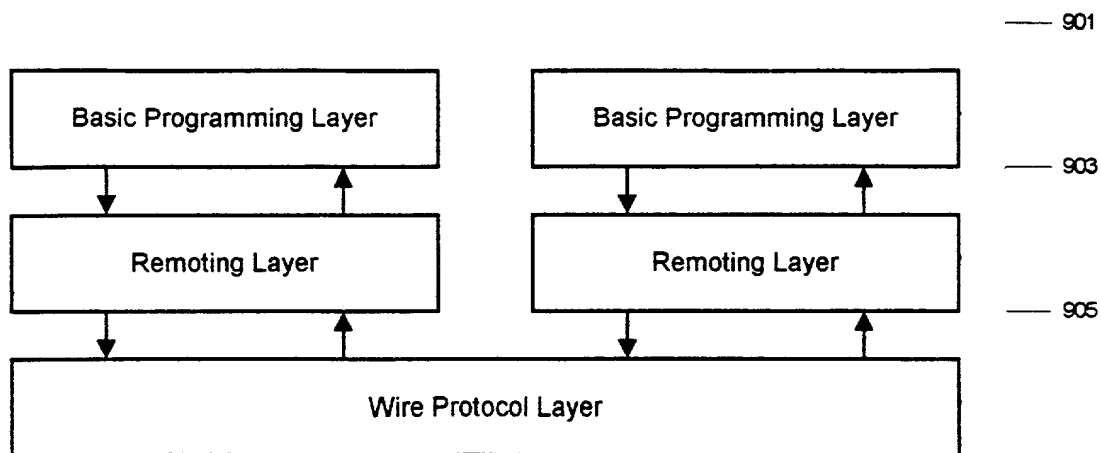 901
Basic Programming Layer
Basic Programming Layer
903
Remoting Layer
Remoting Layer
905
Wire Protocol Layer